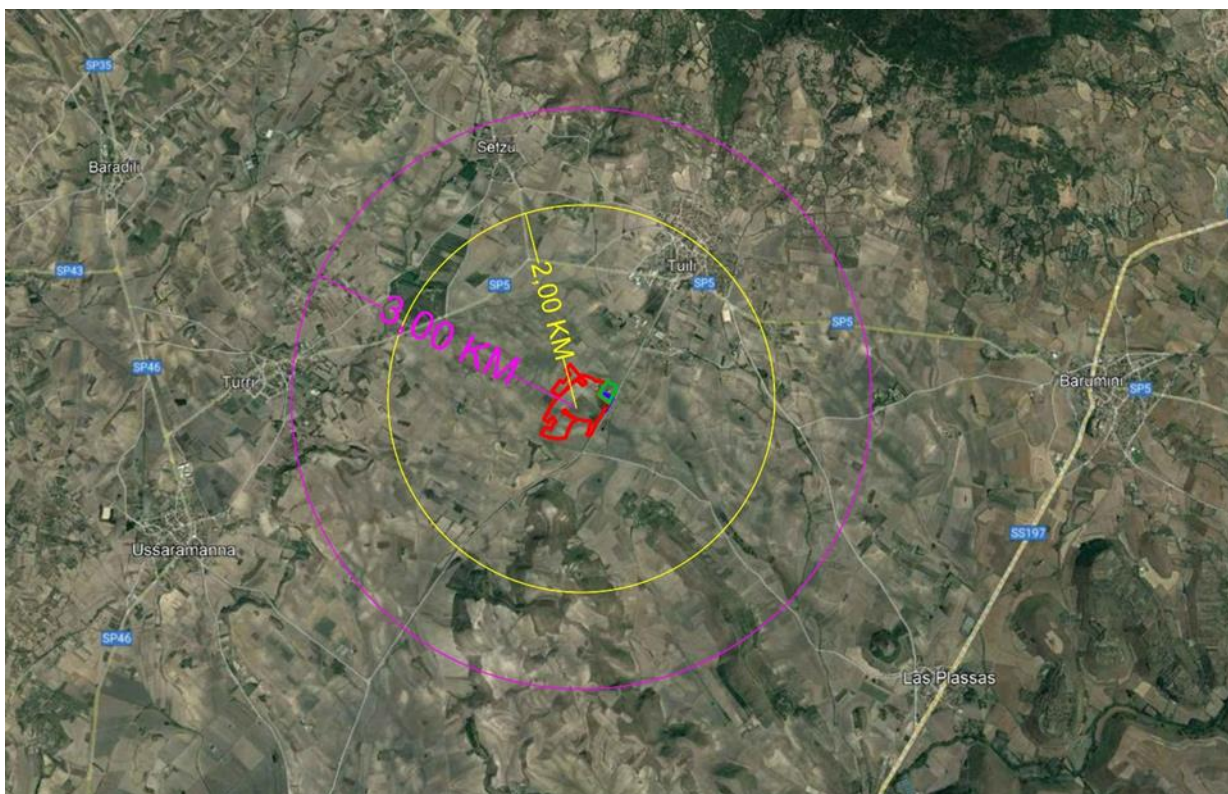 SP35
Setzu
Baradili
Tuili
SP43
2,00 KM
SP5
SP5
3,00 KM
SP5
SP46
Turri
Barumini
SP5
SS197
Ussaramanna
SP46
Las Plassas